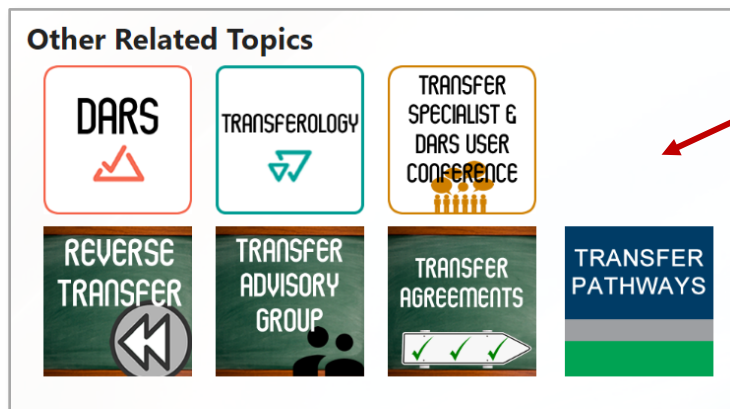 Other Related Topics
DARS
TRANSFEROLOGY
TRANSFER
SPECIALIST &
DARS USER
CONFERENCE
REVERSE
TRANSFER
TRANSFER
ADVISORY
GROUP
TRANSFER
AGREEMENTS
TRANSFER
PATHWAYS